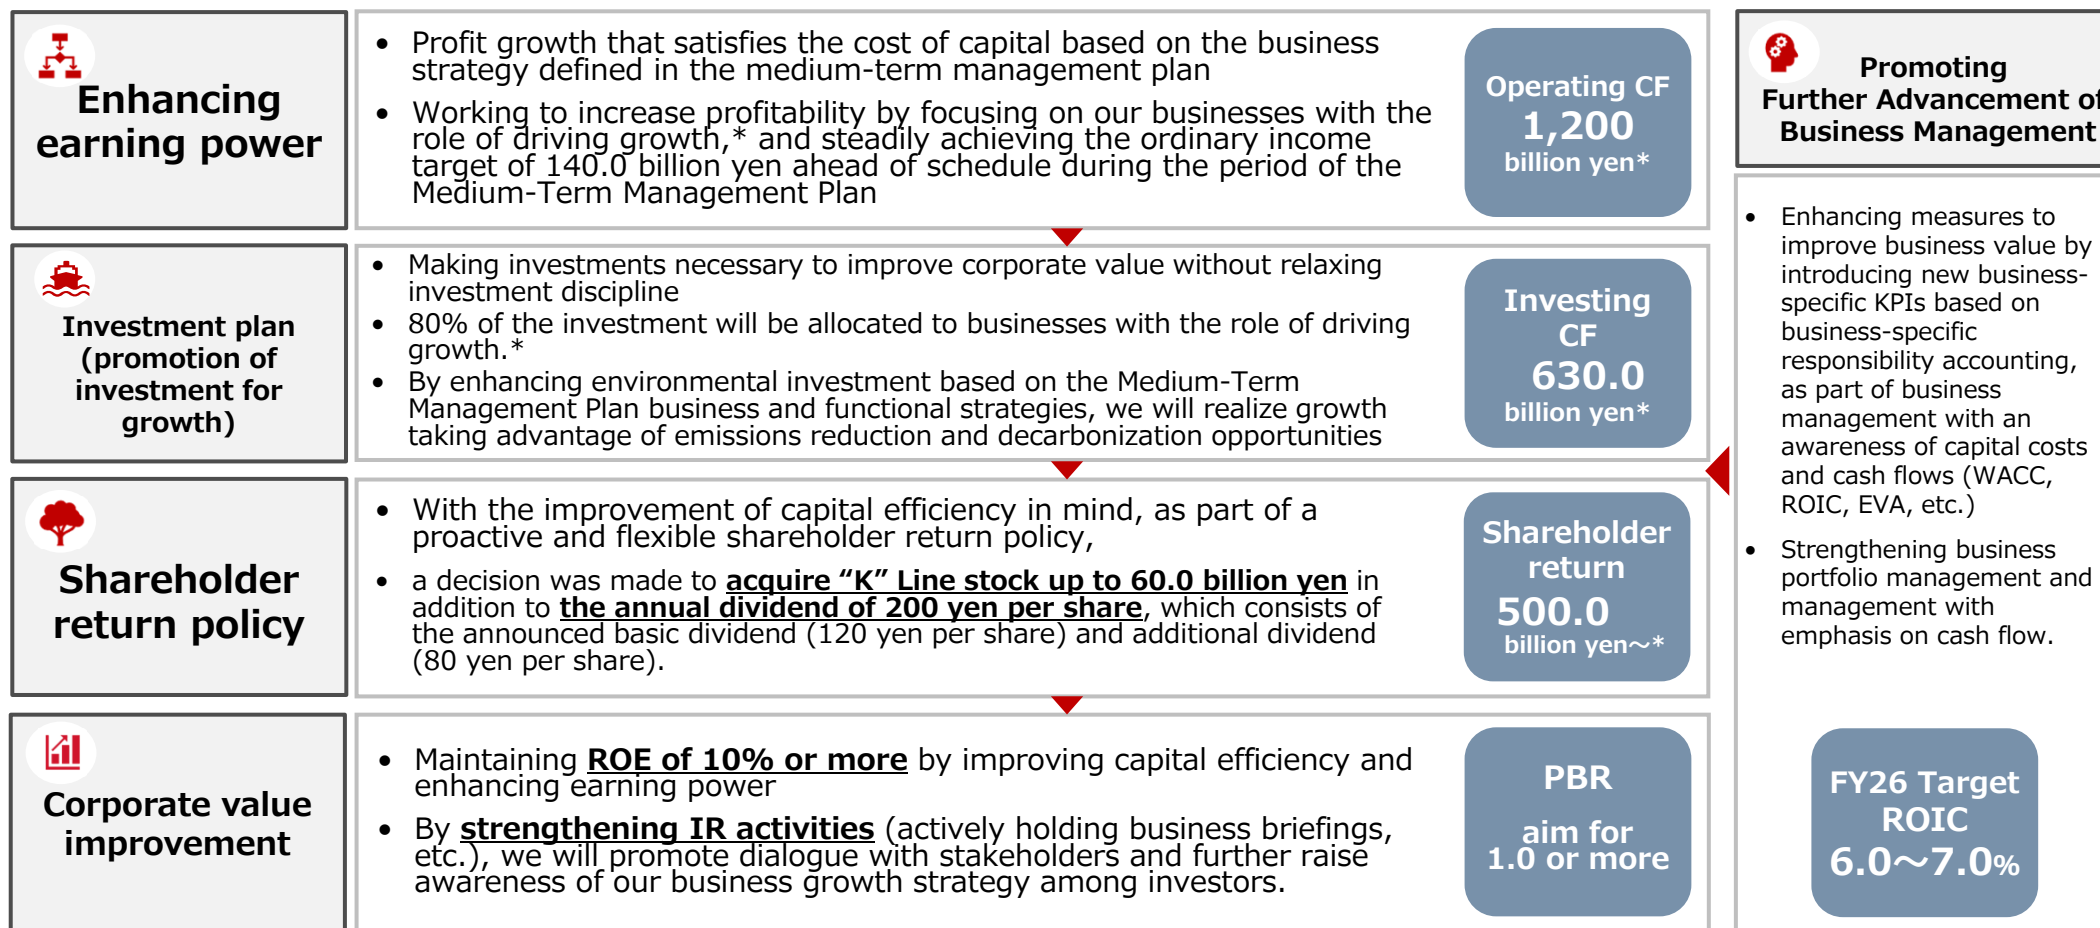 Enhancing
earning power
• Profit growth that satisfies the cost of capital based on the business
strategy defined in the medium-term management plan
• Working to increase profitability by focusing on our businesses with the
role of driving growth,* and steadily achieving the ordinary income
target of 140.0 billion yen ahead of schedule during the period of the
Medium-Term Management Plan
Operating CF
1,200
billion yen*
Investment plan
(promotion of
investment for
growth)
• Making investments necessary to improve corporate value without relaxing
investment discipline
• 80% of the investment will be allocated to businesses with the role of driving
growth.*
• By enhancing environmental investment based on the Medium-Term
Management Plan business and functional strategies, we will realize growth
taking advantage of emissions reduction and decarbonization opportunities
Investing
CF
630.0
billion yen*
Shareholder
return policy
• With the improvement of capital efficiency in mind, as part of a
proactive and flexible shareholder return policy,
• a decision was made to acquire “K” Line stock up to 60.0 billion yen in
addition to the annual dividend of 200 yen per share, which consists of
the announced basic dividend (120 yen per share) and additional dividend
(80 yen per share).
Shareholder
return
500.0
billion yen～*
Corporate value
improvement
• Maintaining ROE of 10% or more by improving capital efficiency and
enhancing earning power
• By strengthening IR activities (actively holding business briefings,
etc.), we will promote dialogue with stakeholders and further raise
awareness of our business growth strategy among investors.
PBR
aim for
1.0 or more
Promoting
Further Advancement of
Business Management
• Enhancing measures to
improve business value by
introducing new business-
specific KPIs based on
business-specific
responsibility accounting,
as part of business
management with an
awareness of capital costs
and cash flows (WACC,
ROIC, EVA, etc.)
• Strengthening business
portfolio management and
management with
emphasis on cash flow.
FY26 Target
ROIC
6.0～7.0%